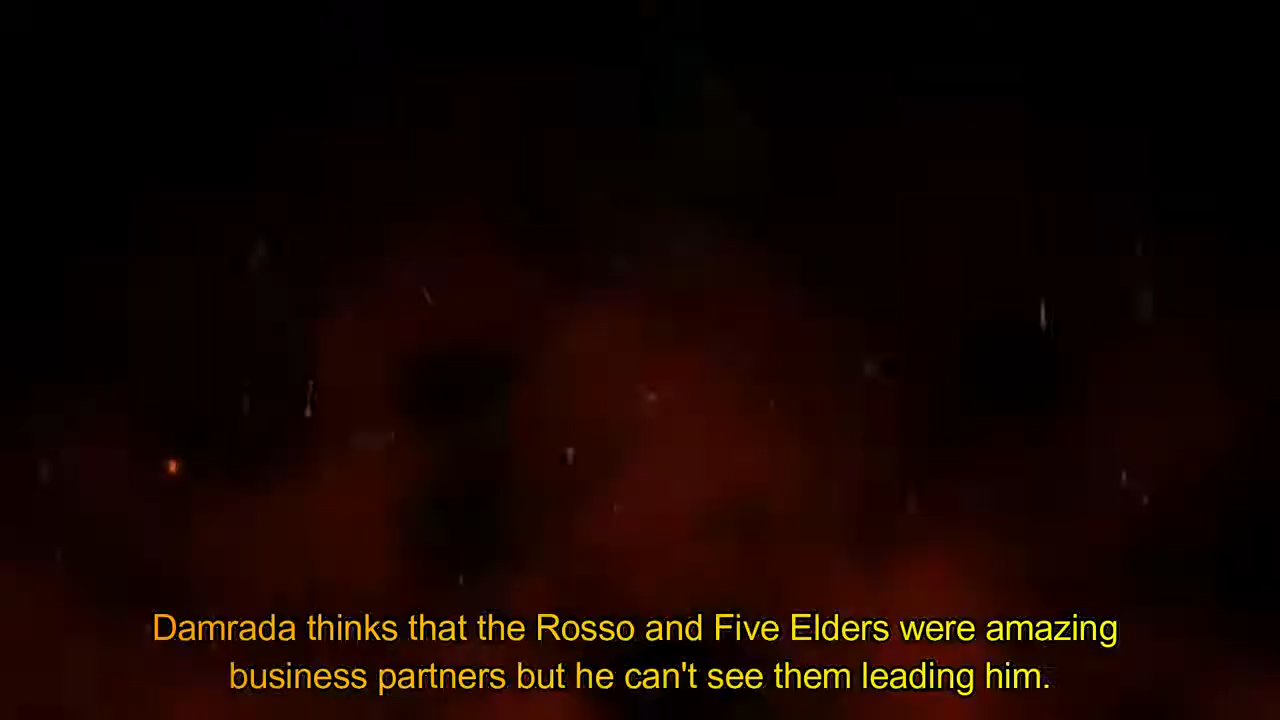 Damrada thinks that the Rosso and Five Elders were amazing
business partners but he can't see them leading him.